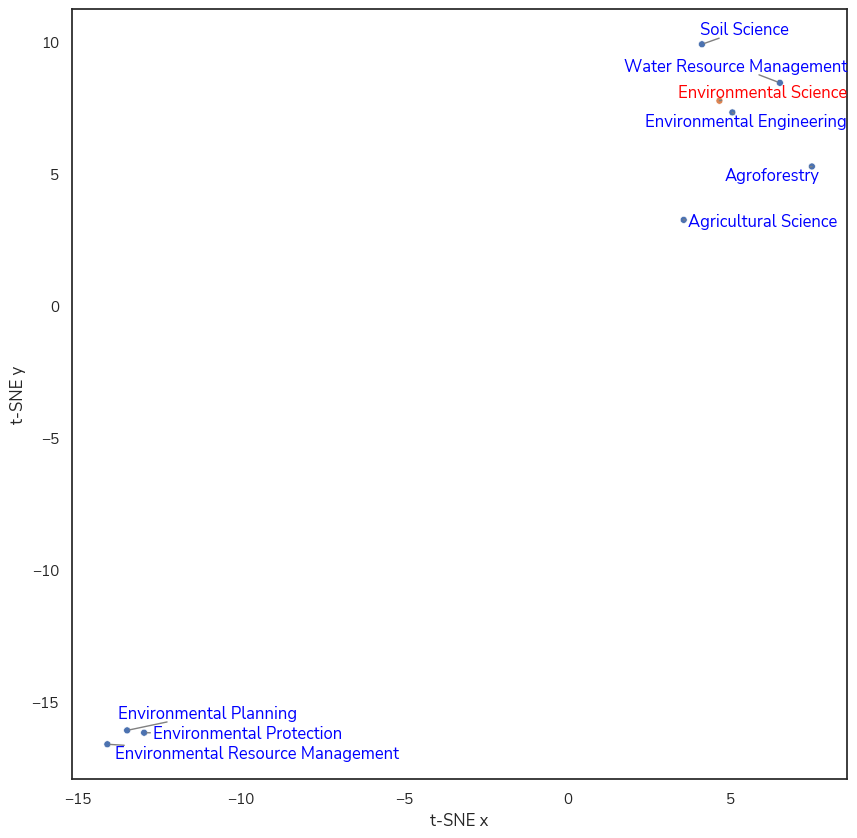 Soil Science
Water Resource Management
Environmental Science
Environmental Engineering
Agroforestry
Agricultural Science
Environmental Planning
Environmental Protection
Environmental Resource Management
10
5
0
−5
−10
−15
t-SNE y
−15
−10
−5
0
5
t-SNE x